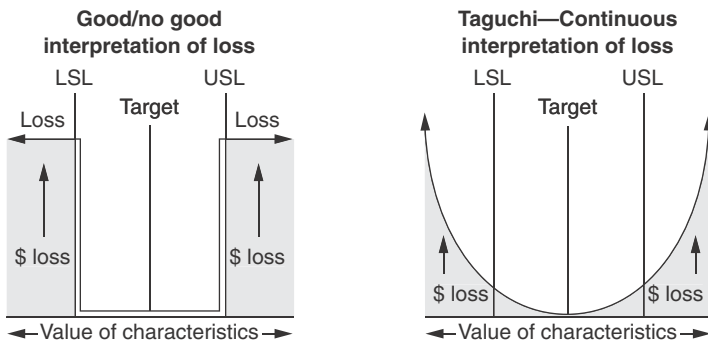 Good/no good
interpretation of loss
LSL
USL
Target
Loss
Loss
$ loss
$ loss
Value of characteristics
Taguchi—Continuous
interpretation of loss
LSL
USL
Target
$ loss
$ loss
Value of characteristics